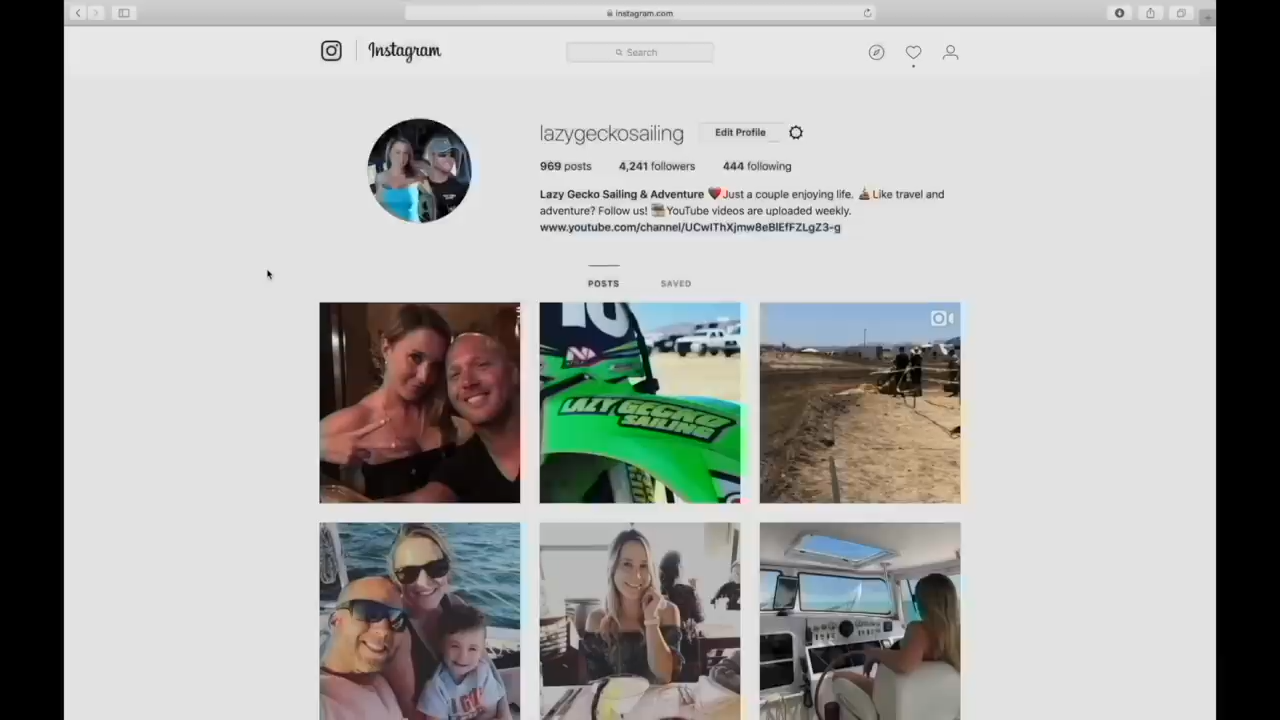 instagram.com
Instagram
Search
lazygeckosailing Edit Profile
969 posts 4,241 followers 444 following
Lazy Gecko Sailing & Adventure ❤️Just a couple enjoying life. ⛵Like travel and
adventure? Follow us! YouTube videos are uploaded weekly.
www.youtube.com/channel/UCwIThXjmw8eBlEfFZLgZ3-g
POSTS SAVED
10
LAZY GECKO
SAILING